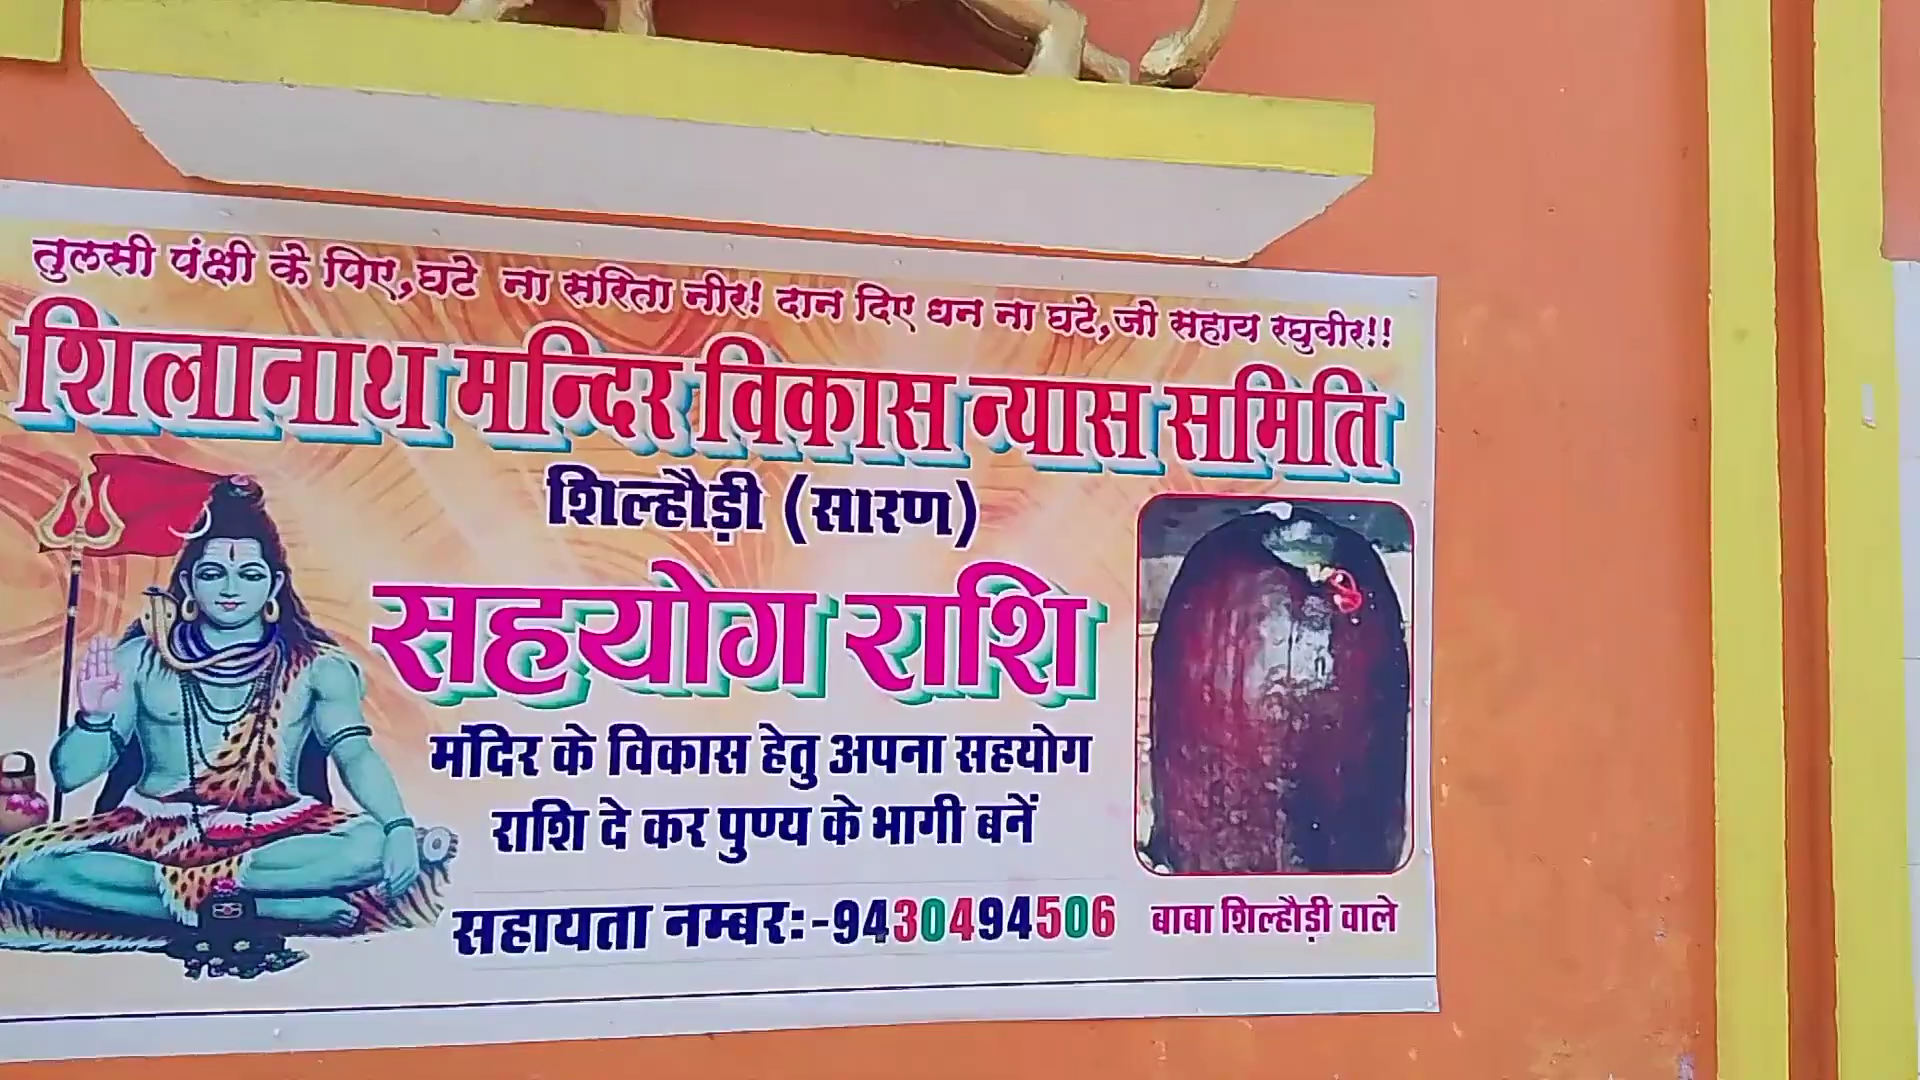 तुलसी पंक्षी के पिए,घटे ना सरिता नीर! दान दिए धन ना घटे,जो सहाय रघुवीर!!
शिलानाथ मन्दिर विकास न्यास समिति
शिल्हौड़ी (सारण)
सहयोग राशि
मंदिर के विकास हेतु अपना सहयोग
राशि दे कर पुण्य के भागी बनें
सहायता नम्बर:-9430494506
बाबा शिल्हौड़ी वाले